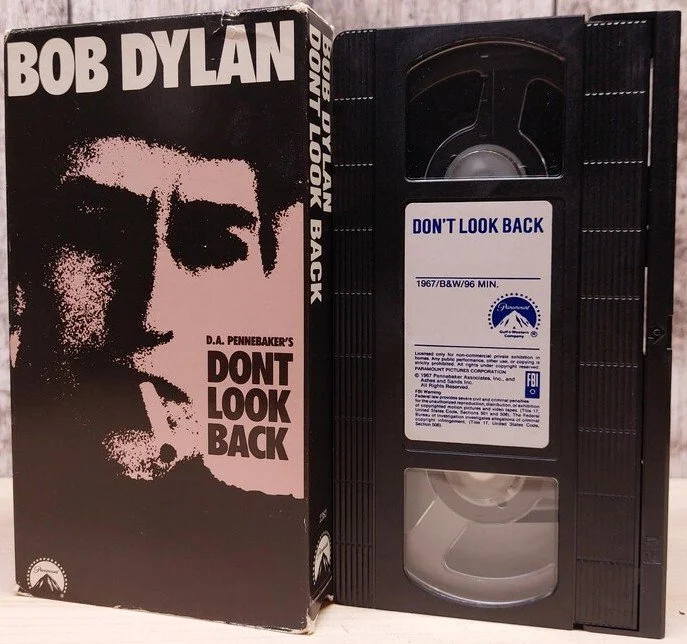 BOB DYLAN
D.A. PENNEBAKER'S
DONT
LOOK
BACK
Paramount
BOB DYLAN
DONT LOOK BACK
DON'T LOOK BACK
1967/B&W/96 MIN.
Paramount
A
Gulf+Western
Company
Licensed only for non-commercial private exhibition in
homes. Any public performance, other use, or copying is
strictly prohibited. All rights under copyright reserved.
PARAMOUNT PICTURES CORPORATION
© 1967 Pennebaker Associates, Inc., and
Ashes and Sands Inc.
All Rights Reserved.
FBI
FBI Warning
Federal law provides severe civil and criminal penalties
for the unauthorized reproduction, distribution, or exhibition
of copyrighted motion pictures and video tapes. (Title 17,
United States Code, Sections 501 and 506). The Federal
Bureau of Investigation investigates allegations of criminal
copyright infringement. (Title 17, United States Code,
Section 506).